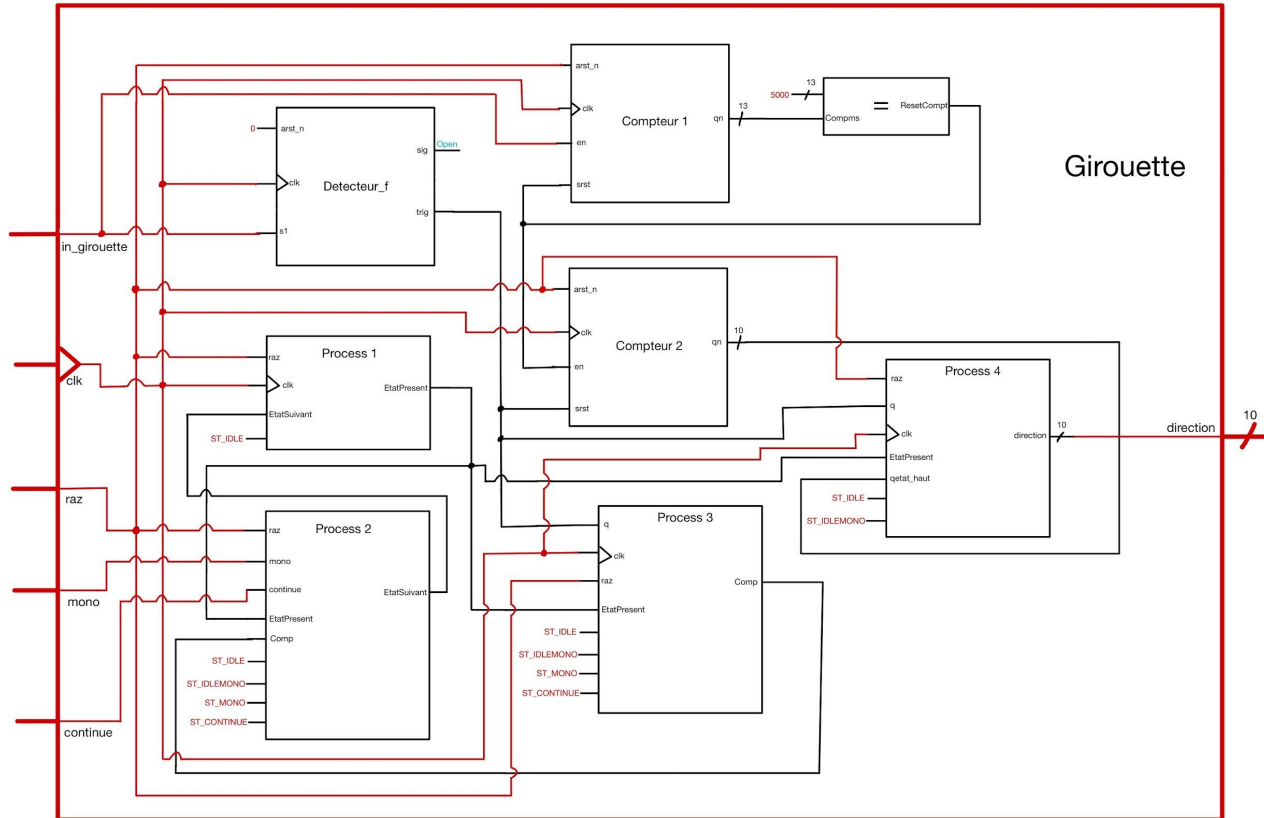 Girouette
in_girouette
clk
raz
mono
continue
direction
10
Detecteur_f
0
arst_n
clk
s1
sig
Open
trig
Compteur 1
arst_n
clk
en
srst
qn
13
5000
13
Compms
=
ResetCompt
Compteur 2
arst_n
clk
en
srst
qn
10
Process 1
raz
clk
EtatSuivant
ST_IDLE
EtatPresent
Process 2
raz
mono
continue
EtatPresent
Comp
ST_IDLE
ST_IDLEMONO
ST_MONO
ST_CONTINUE
EtatSuivant
Process 3
q
clk
raz
EtatPresent
ST_IDLE
ST_IDLEMONO
ST_MONO
ST_CONTINUE
Comp
Process 4
raz
q
clk
EtatPresent
qetat_haut
ST_IDLE
ST_IDLEMONO
direction
10